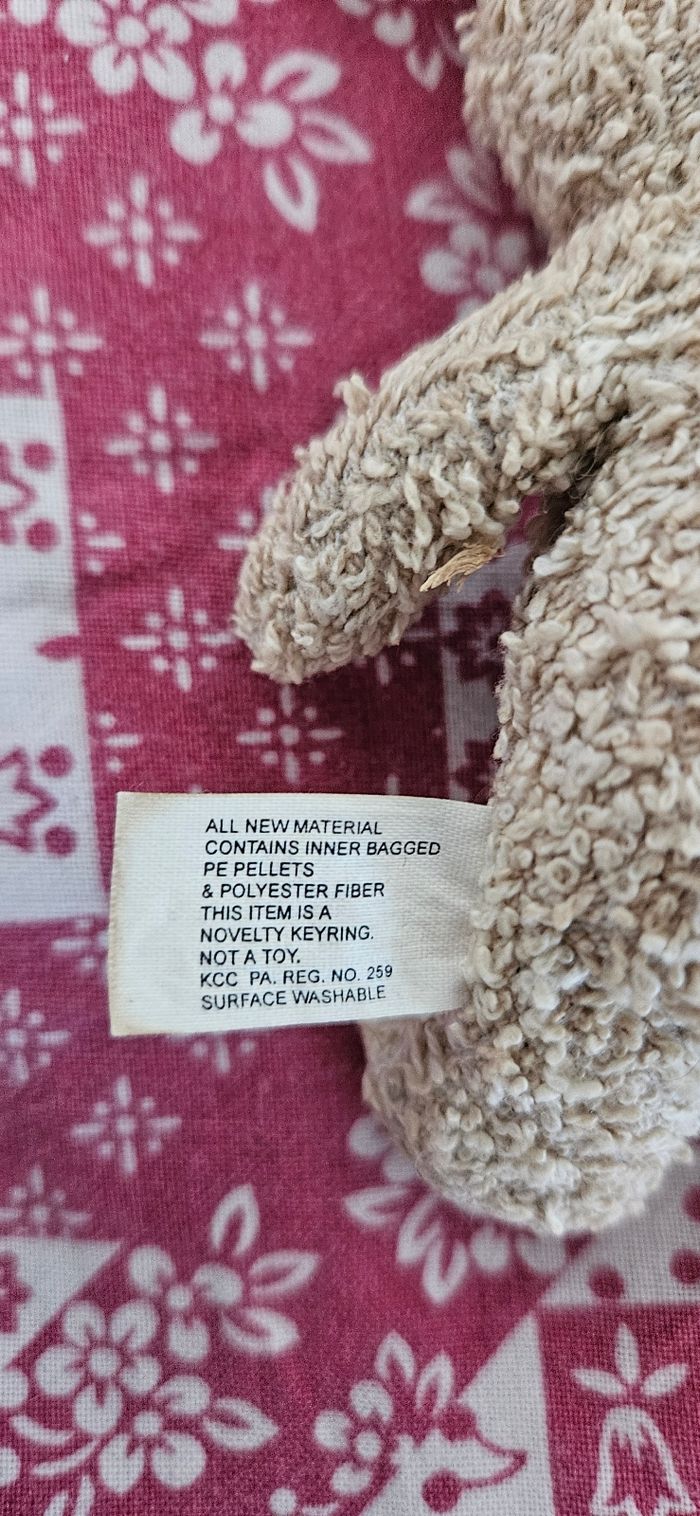 ALL NEW MATERIAL
CONTAINS INNER BAGGED
PE PELLETS
& POLYESTER FIBER
THIS ITEM IS A
NOVELTY KEYRING.
NOT A TOY.
KCC PA. REG. NO. 259
SURFACE WASHABLE